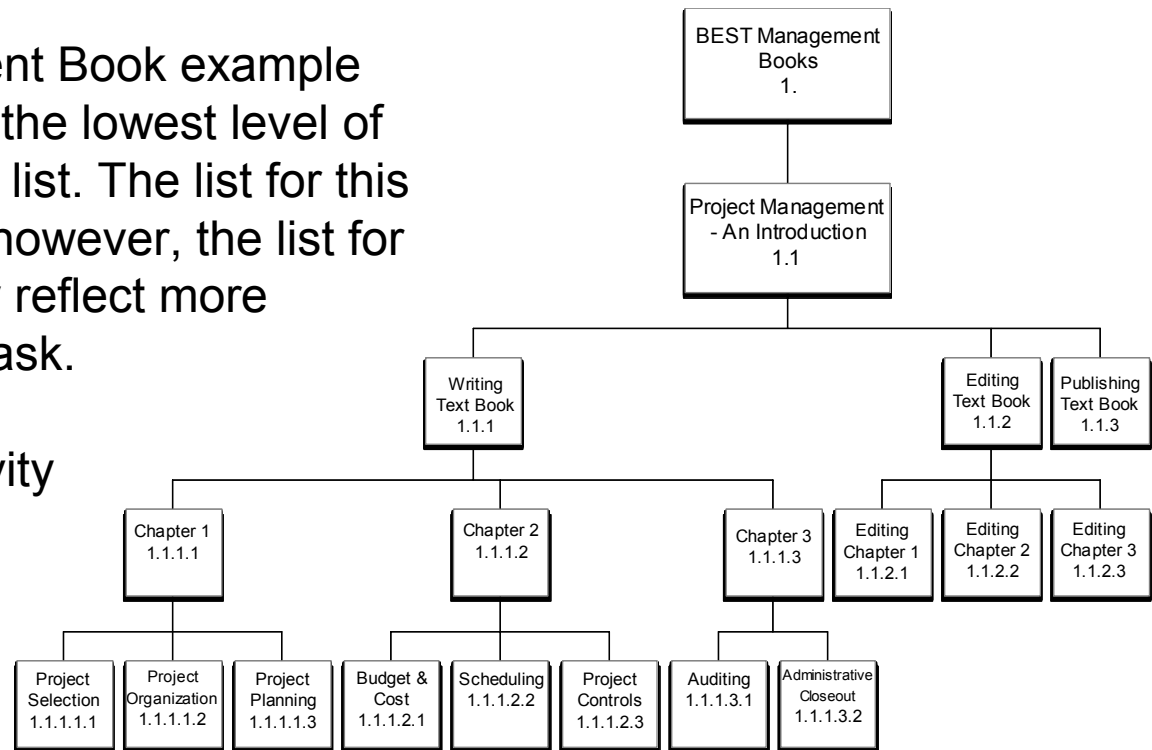 ent Book example
the lowest level of
list. The list for this
however, the list for
reflect more
ask.
vity
BEST Management
Books
1.
Project Management
- An Introduction
1.1
Writing
Text Book
1.1.1
Editing
Text Book
1.1.2
Publishing
Text Book
1.1.3
Chapter 1
1.1.1.1
Chapter 2
1.1.1.2
Chapter 3
1.1.1.3
Editing
Chapter 1
1.1.2.1
Editing
Chapter 2
1.1.2.2
Editing
Chapter 3
1.1.2.3
Project
Selection
1.1.1.1.1
Project
Organization
1.1.1.1.2
Project
Planning
1.1.1.1.3
Budget &
Cost
1.1.1.2.1
Scheduling
1.1.1.2.2
Project
Controls
1.1.1.2.3
Auditing
1.1.1.3.1
Administrative
Closeout
1.1.1.3.2